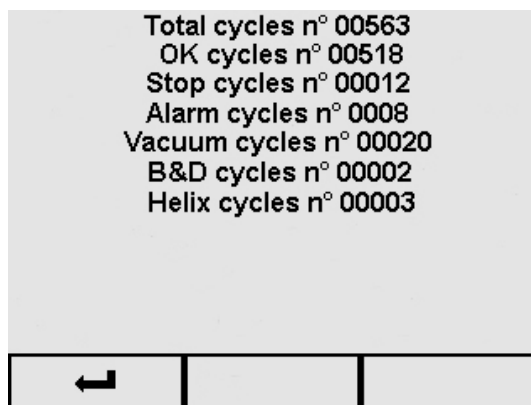 Total cycles n° 00563
OK cycles n° 00518
Stop cycles n° 00012
Alarm cycles n° 0008
Vacuum cycles n° 00020
B&D cycles n° 00002
Helix cycles n° 00003